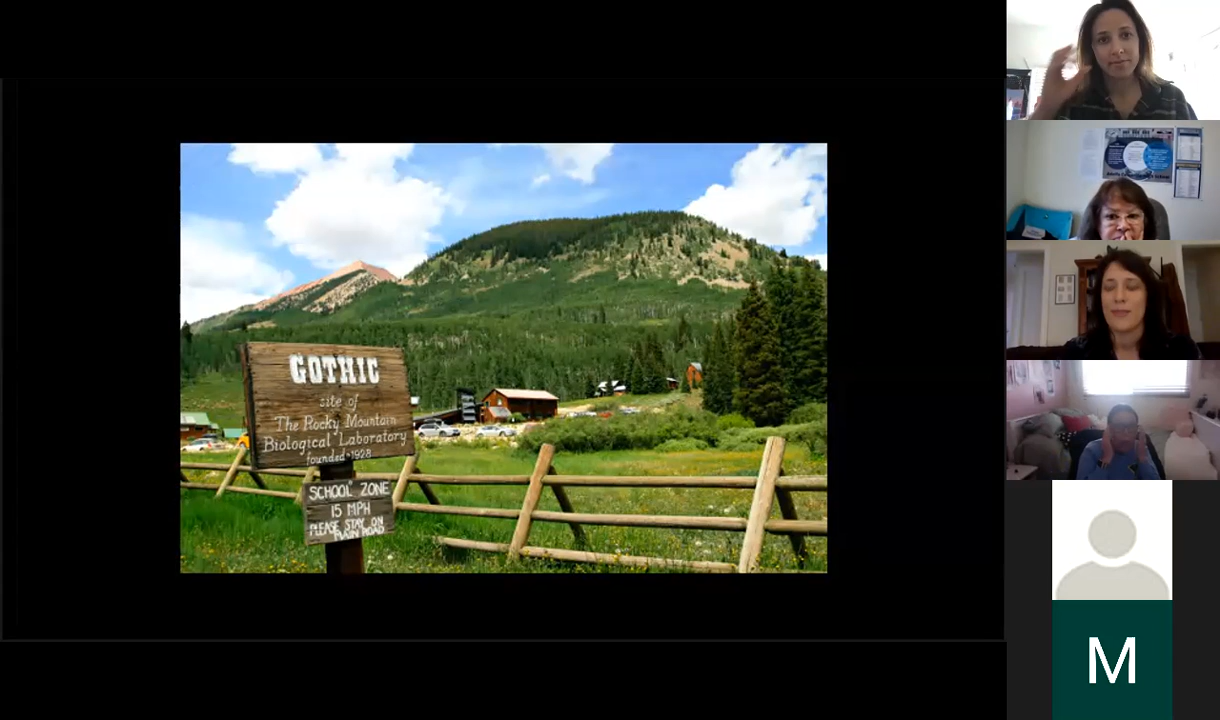 GOTHIC
site of
The Rocky Mountain
Biological Laboratory
founded 1928
SCHOOL ZONE
15 MPH
PLEASE STAY ON
MAIN ROAD
M